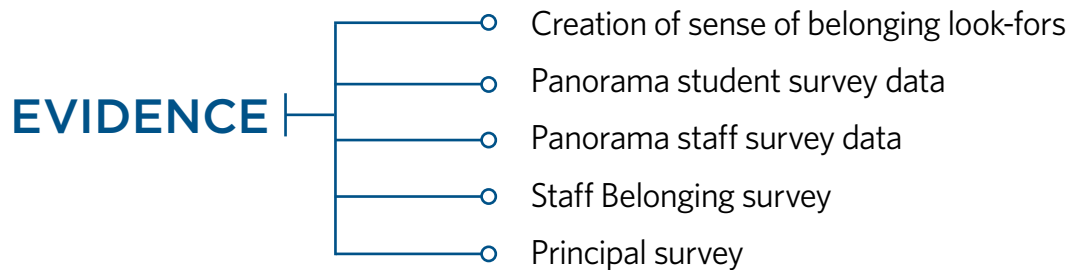 EVIDENCE
Creation of sense of belonging look-fors
Panorama student survey data
Panorama staff survey data
Staff Belonging survey
Principal survey